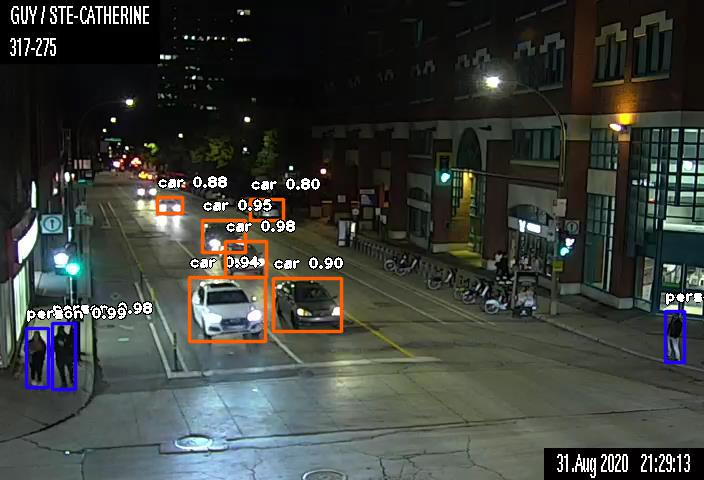 GUY / STE-CATHERINE
317-275
car 0.88
car 0.80
car 0.95
car 0.98
car 0.94
car 0.90
person 0.98
person 0.99
pers
31.Aug 2020 21:29:13